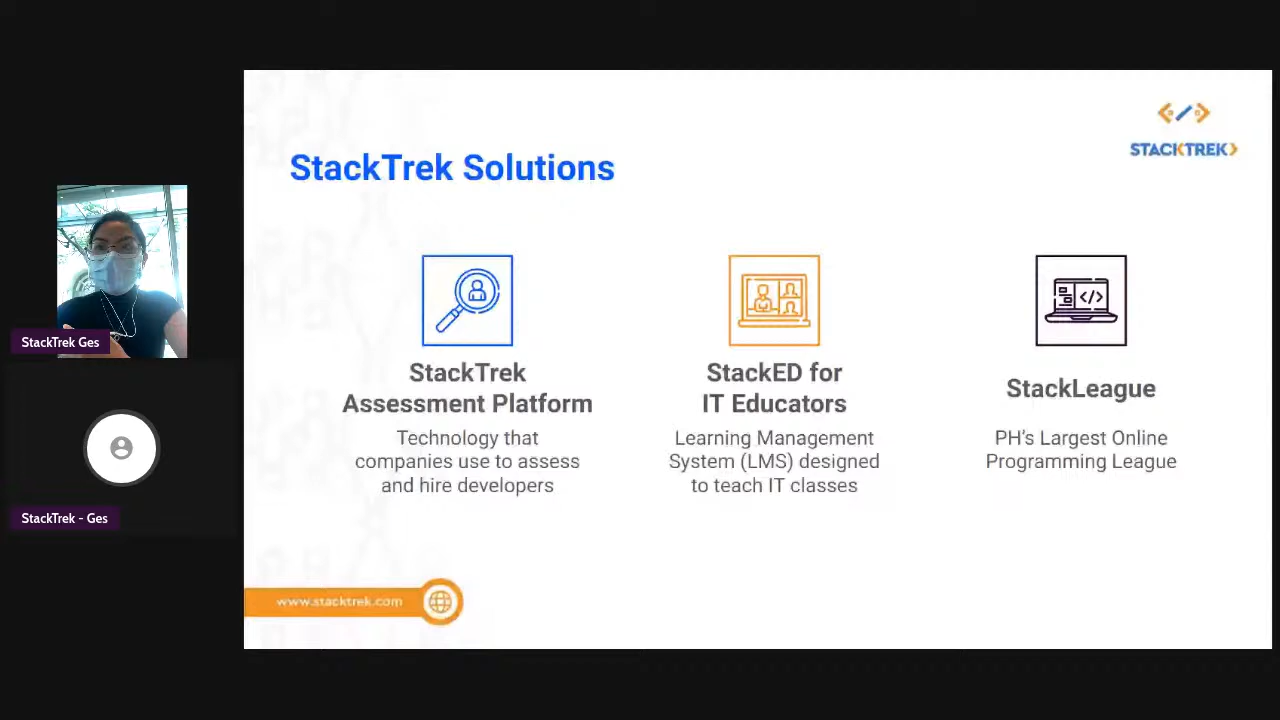 STACKTREK
StackTrek Solutions
StackTrek
Assessment Platform
Technology that
companies use to assess
and hire developers
StackED for
IT Educators
Learning Management
System (LMS) designed
to teach IT classes
</>
StackLeague
PH's Largest Online
Programming League
www.stacktrek.com
StackTrek Ges
StackTrek - Ges